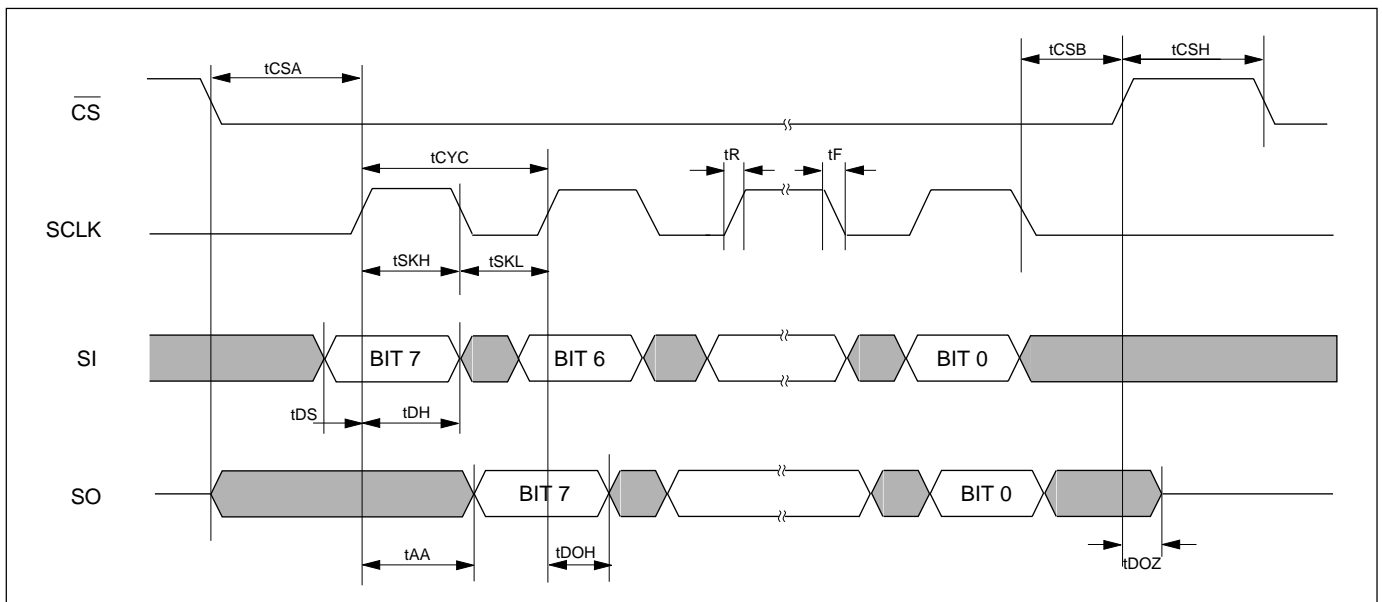 tCSA
tCSB
tCSH
CS
tCYC
tR
tF
SCLK
tSKH
tSKL
SI
BIT 7
BIT 6
BIT 0
tDS
tDH
SO
BIT 7
BIT 0
tAA
tDOH
tDOZ